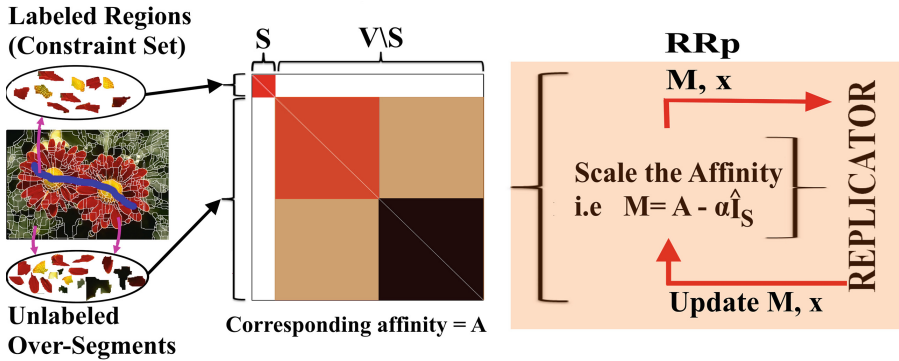 Labeled Regions
(Constraint Set)
S
V\S
RRp
M, x
Scale the Affinity
i.e M= A - αÎS
REPLICATOR
Update M, x
Corresponding affinity = A
Unlabeled
Over-Segments